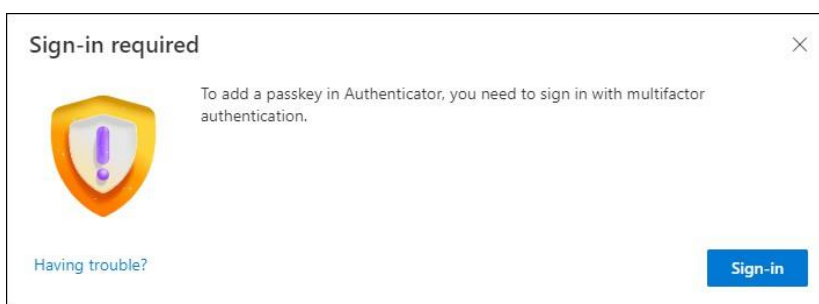 Sign-in required
To add a passkey in Authenticator, you need to sign in with multifactor
authentication.
Having trouble?
Sign-in